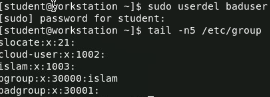 [student@workstation ~]$ sudo userdel baduser
[sudo] password for student:
[student@workstation ~]$ tail -n5 /etc/group
slocate:x:21:
cloud-user:x:1002:
islam:x:1003:
pgroup:x:30000:islam
badgroup:x:30001: